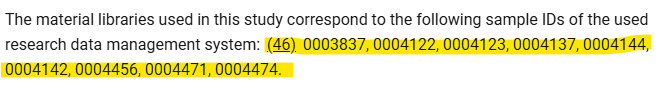 The material libraries used in this study correspond to the following sample IDs of the used
research data management system: (46) 0003837, 0004122, 0004123, 0004137, 0004144,
0004142, 0004456, 0004471, 0004474.